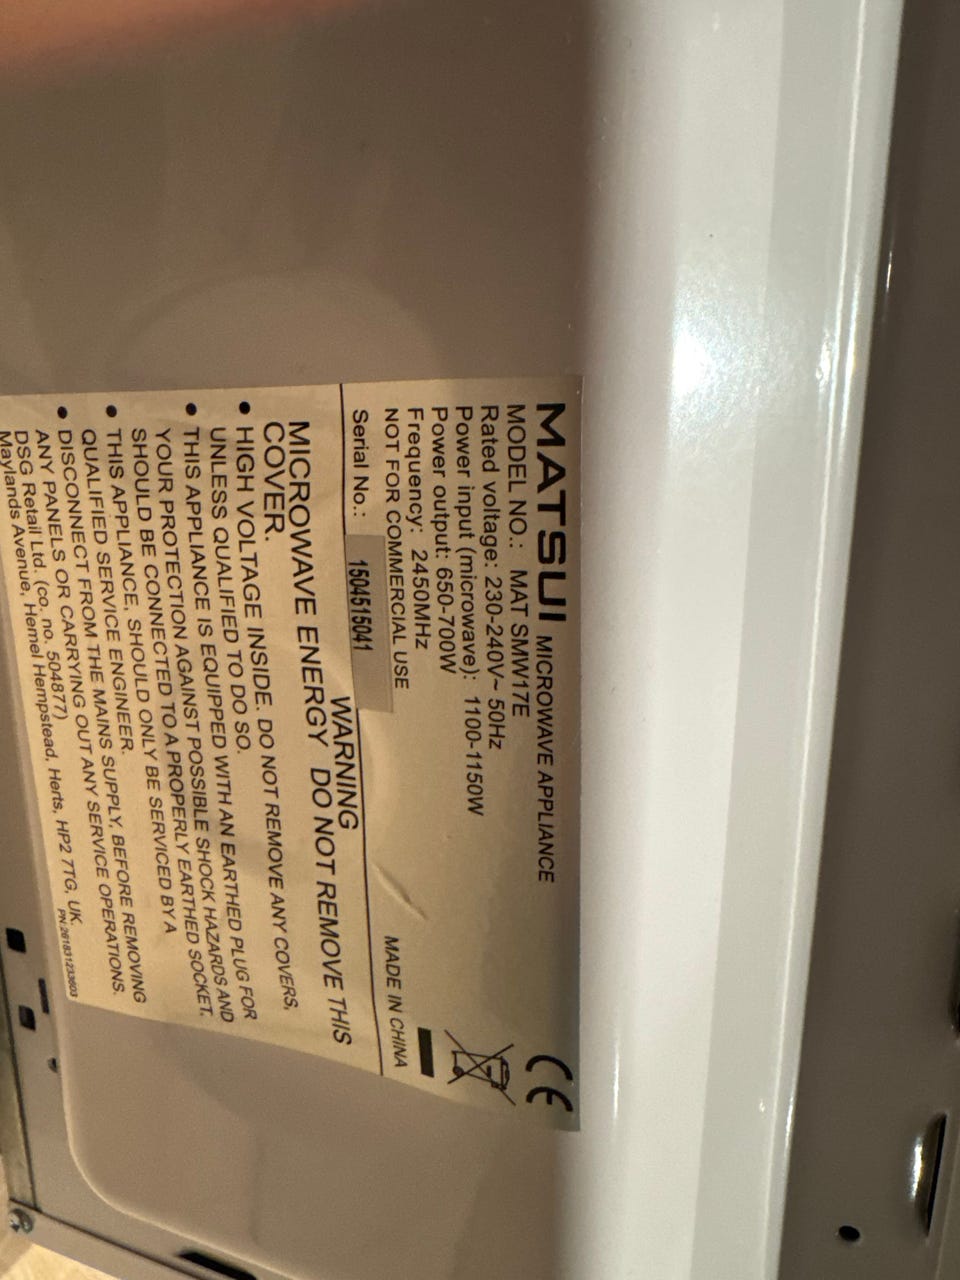 MATSUI MICROWAVE APPLIANCE
MODEL NO.: MAT SMW17E
Rated voltage: 230-240V~ 50Hz
Power input (microwave): 1100-1150W
Power output: 650-700W
Frequency: 2450MHz
NOT FOR COMMERCIAL USE
MADE IN CHINA
CE
Serial No.: 1504515041
WARNING
MICROWAVE ENERGY DO NOT REMOVE THIS
COVER.
• HIGH VOLTAGE INSIDE. DO NOT REMOVE ANY COVERS,
UNLESS QUALIFIED TO DO SO.
• THIS APPLIANCE IS EQUIPPED WITH AN EARTHED PLUG FOR
YOUR PROTECTION AGAINST POSSIBLE SHOCK HAZARDS AND
SHOULD BE CONNECTED TO A PROPERLY EARTHED SOCKET.
• THIS APPLIANCE, SHOULD ONLY BE SERVICED BY A
QUALIFIED SERVICE ENGINEER.
• DISCONNECT FROM THE MAINS SUPPLY, BEFORE REMOVING
ANY PANELS OR CARRYING OUT ANY SERVICE OPERATIONS.
DSG Retail Ltd. (co. no. 504877)
Maylands Avenue, Hemel Hempstead, Herts, HP2 7TG, UK.
PN:261831233603